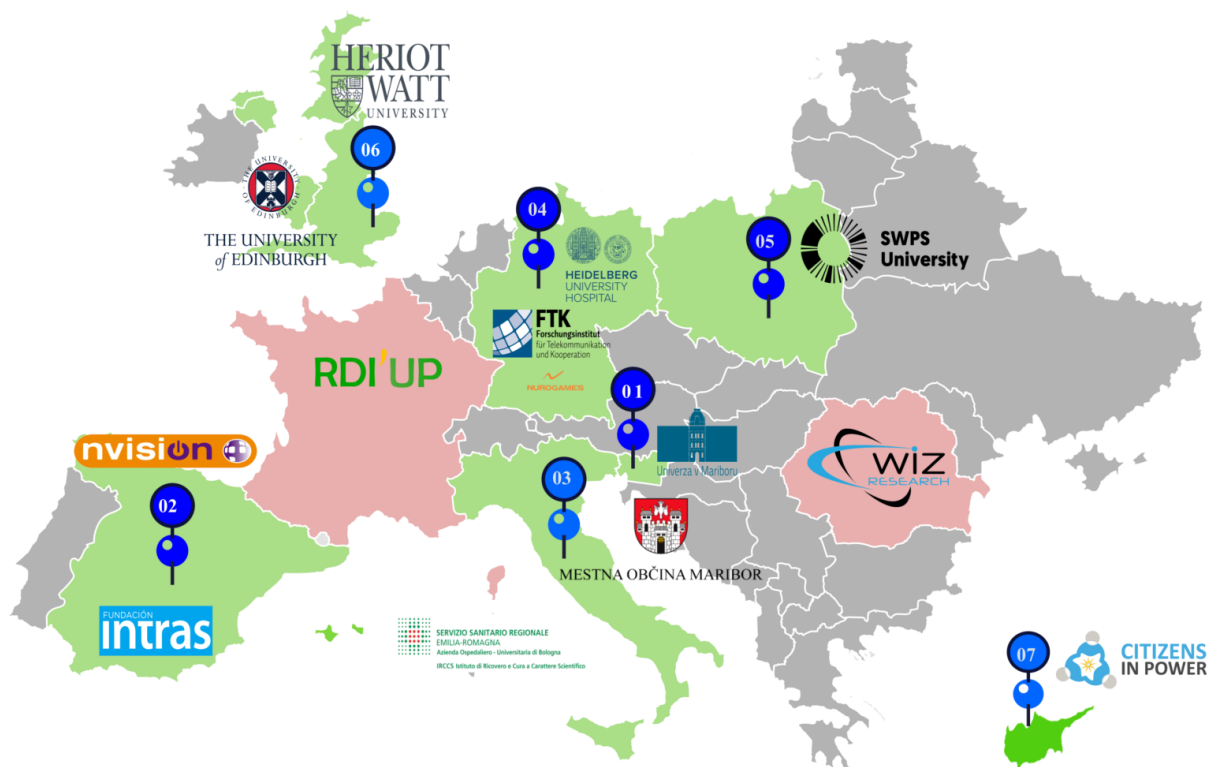 HERIOT
WATT
UNIVERSITY
06
THE UNIVERSITY
OF EDINBURGH
THE UNIVERSITY
of EDINBURGH
04
HEIDELBERG
UNIVERSITY
HOSPITAL
05
SWPS
University
FTK
Forschungsinstitut
für Telekommunikation
und Kooperation
NUROGAMES
RDI'UP
01
Univerza v Mariboru
nvision
WIZ
RESEARCH
02
03
MESTNA OBČINA MARIBOR
FUNDACIÓN
intras
SERVIZIO SANITARIO REGIONALE
EMILIA-ROMAGNA
Azienda Ospedaliero - Universitaria di Bologna
IRCCS Istituto di Ricovero e Cura a Carattere Scientifico
07
CITIZENS
IN POWER